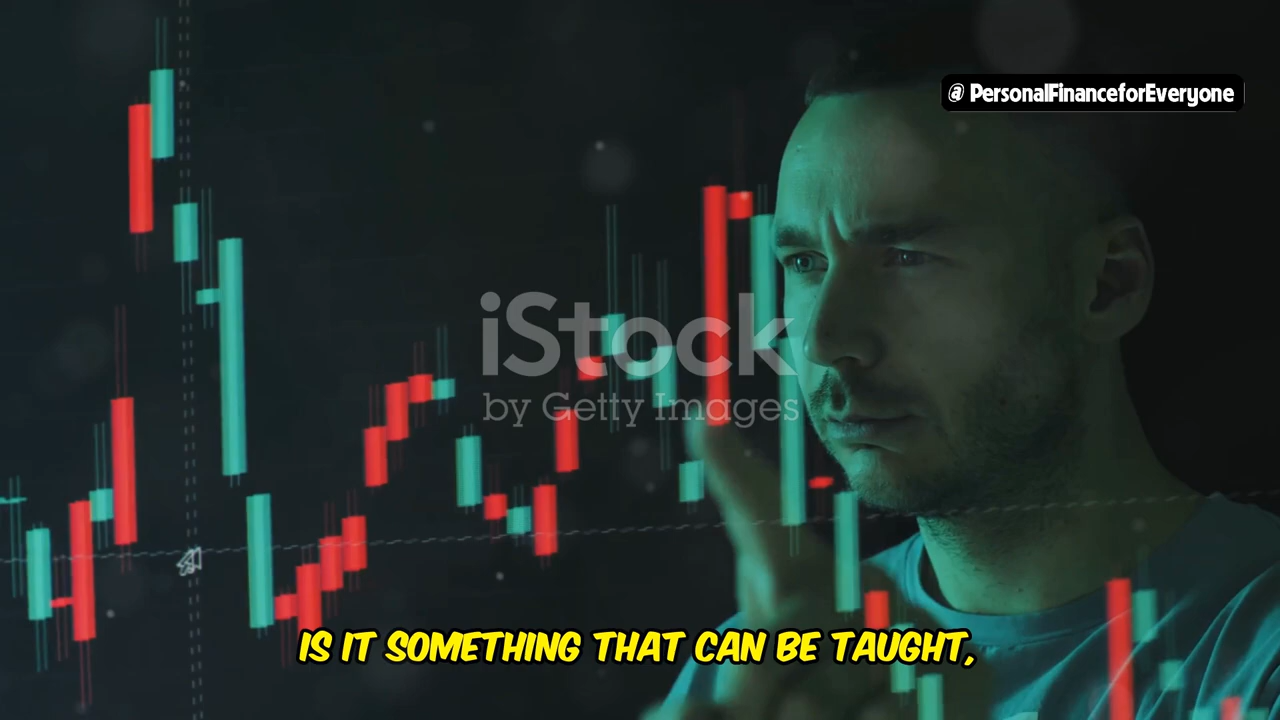 @ PersonalFinanceforEveryone
iStock
by Getty Images
IS IT SOMETHING THAT CAN BE TAUGHT,